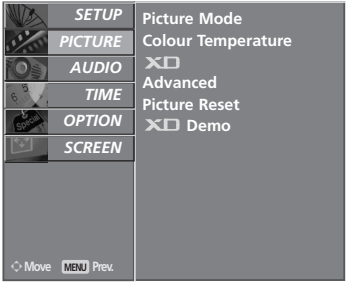 SETUP
PICTURE
AUDIO
TIME
OPTION
SCREEN
Move MENU Prev.
Picture Mode
Colour Temperature
XD
Advanced
Picture Reset
XD Demo